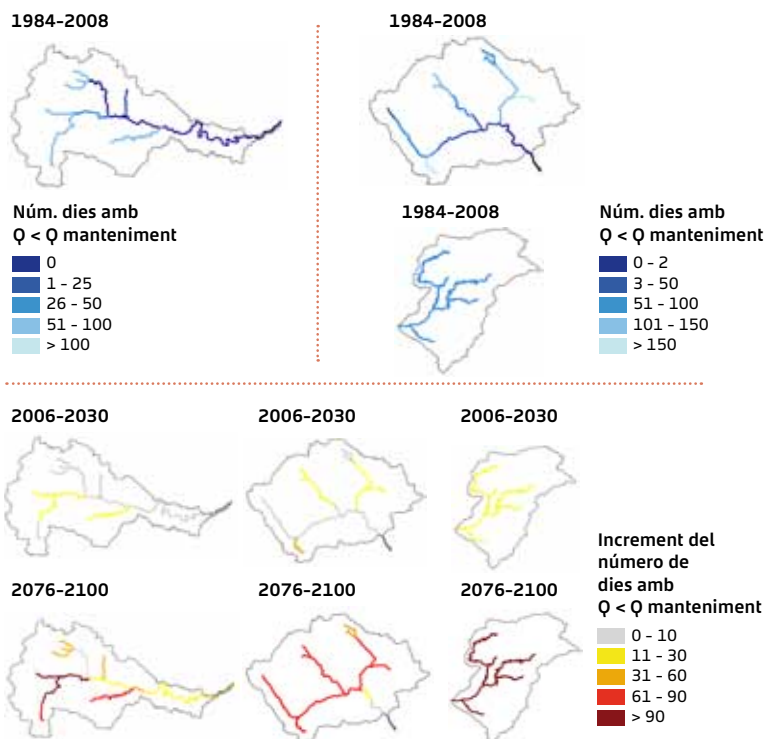 1984-2008
1984-2008
Núm. dies amb
Q < Q manteniment
0
1 - 25
26 - 50
51 - 100
> 100
1984-2008
Núm. dies amb
Q < Q manteniment
0 - 2
3 - 50
51 - 100
101 - 150
> 150
2006-2030
2006-2030
2006-2030
2076-2100
2076-2100
2076-2100
Increment del
número de
dies amb
Q < Q manteniment
0 - 10
11 - 30
31 - 60
61 - 90
> 90